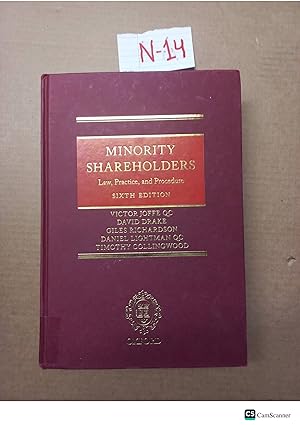 N-14
MINORITY
SHAREHOLDERS
Law, Practice, and Procedure
SIXTH EDITION
VICTOR JOFFE QC
DAVID DRAKE
GILES RICHARDSON
DANIEL LIGHTMAN QC
TIMOTHY COLLINGWOOD
OXFORD
CS CamScanner